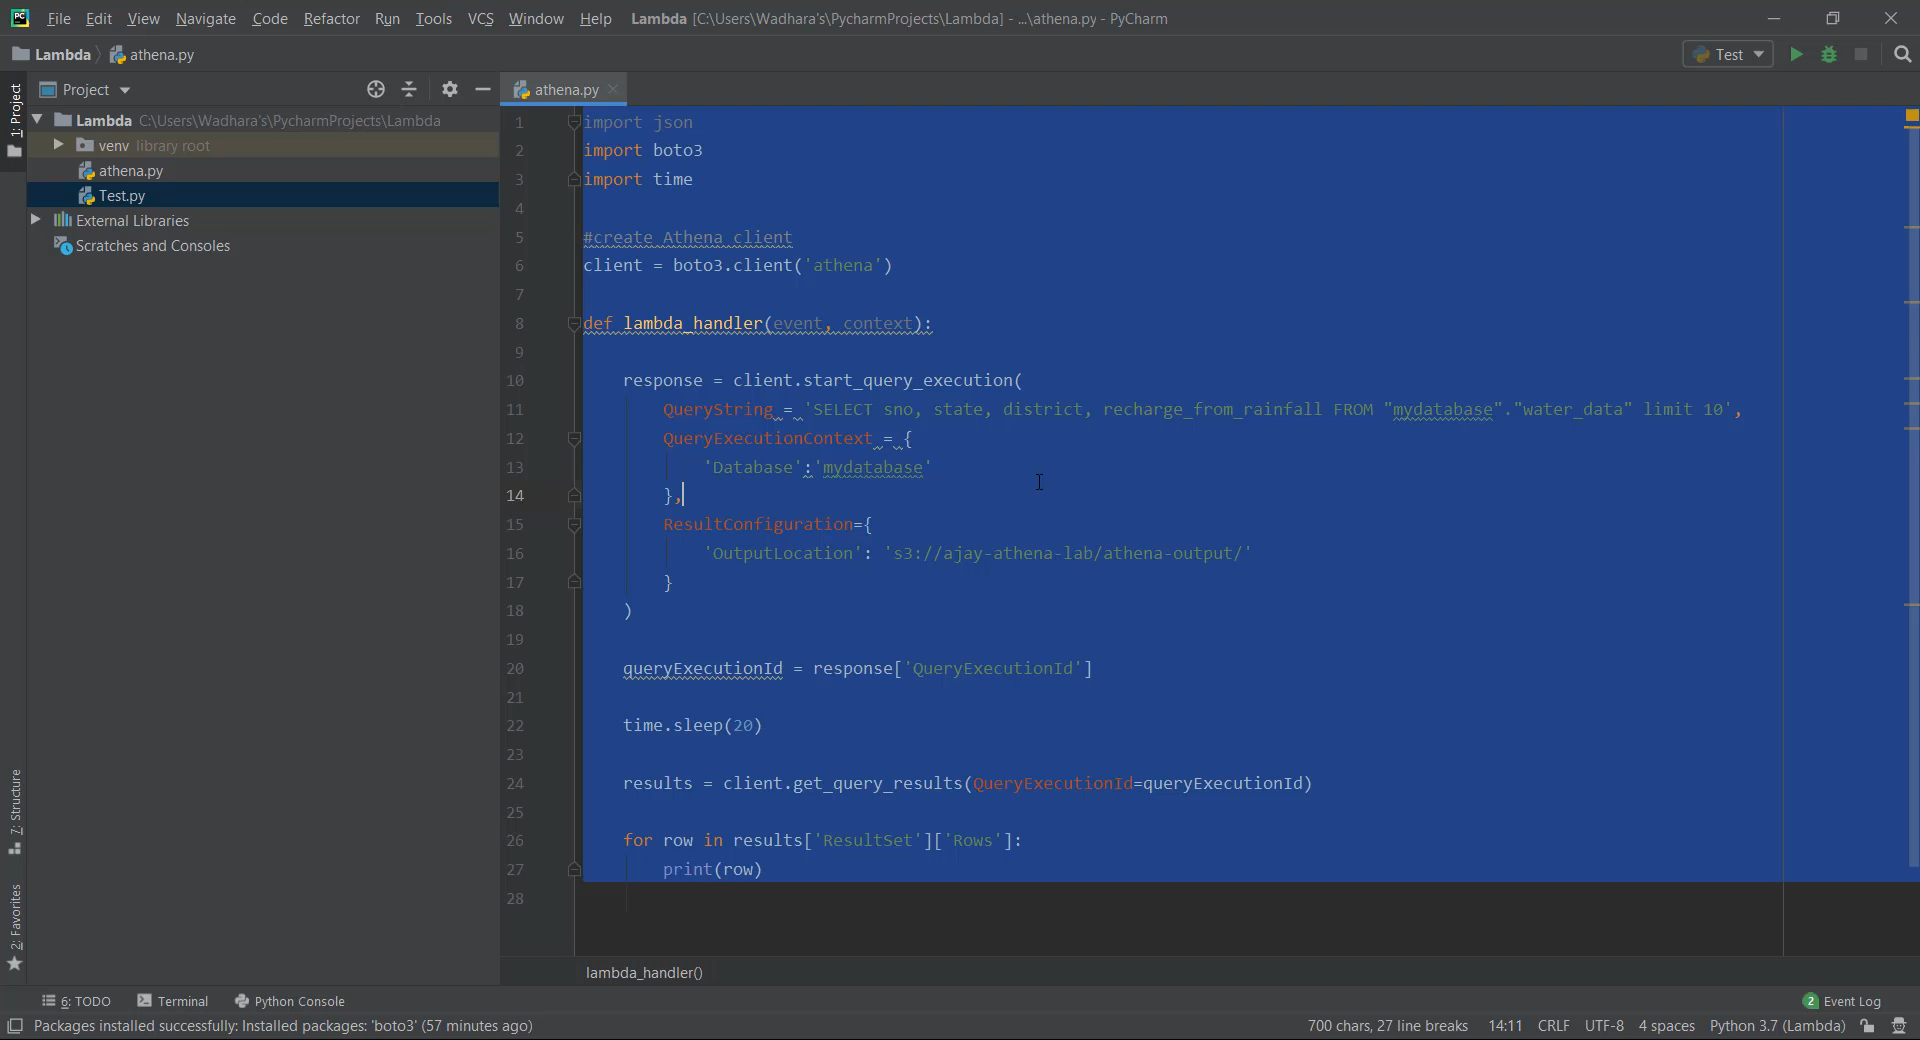 File Edit View Navigate Code Refactor Run Tools VCS Window Help Lambda [C:\Users\Wadhara's\PycharmProjects\Lambda] - ...\athena.py - PyCharm
Lambda athena.py Test
1: Project
Project
Lambda C:\Users\Wadhara's\PycharmProjects\Lambda
venv library root
athena.py
Test.py
External Libraries
Scratches and Consoles
7: Structure
2: Favorites
athena.py
1 import json
2 import boto3
3 import time
4
5 #create Athena client
6 client = boto3.client('athena')
7
8 def lambda_handler(event, context):
9
10 response = client.start_query_execution(
11 QueryString = 'SELECT sno, state, district, recharge_from_rainfall FROM "mydatabase"."water_data" limit 10',
12 QueryExecutionContext = {
13 'Database':'mydatabase'
14 },
15 ResultConfiguration={
16 'OutputLocation': 's3://ajay-athena-lab/athena-output/'
17 }
18 )
19
20 queryExecutionId = response['QueryExecutionId']
21
22 time.sleep(20)
23
24 results = client.get_query_results(QueryExecutionId=queryExecutionId)
25
26 for row in results['ResultSet']['Rows']:
27 print(row)
28
lambda_handler()
6: TODO Terminal Python Console 2 Event Log
Packages installed successfully: Installed packages: 'boto3' (57 minutes ago) 700 chars, 27 line breaks 14:11 CRLF UTF-8 4 spaces Python 3.7 (Lambda)